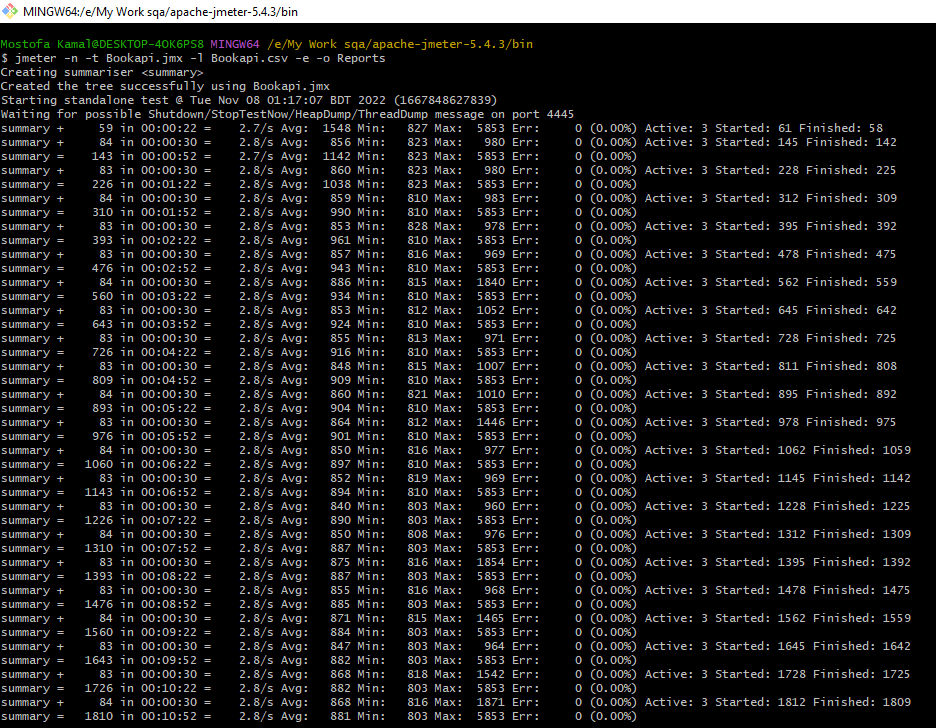 MINGW64:/e/My Work sqa/apache-jmeter-5.4.3/bin
Mostofa Kamal@DESKTOP-4OK6PS8 MINGW64 /e/My Work sqa/apache-jmeter-5.4.3/bin
$ jmeter -n -t Bookapi.jmx -l Bookapi.csv -e -o Reports
Creating summariser <summary>
Created the tree successfully using Bookapi.jmx
Starting standalone test @ Tue Nov 08 01:17:07 BDT 2022 (1667848627839)
Waiting for possible Shutdown/StopTestNow/HeapDump/ThreadDump message on port 4445
summary +     59 in 00:00:22 =    2.7/s Avg:  1548 Min:   827 Max:  5853 Err:     0 (0.00%) Active: 3 Started: 61 Finished: 58
summary +     84 in 00:00:30 =    2.8/s Avg:   856 Min:   823 Max:   980 Err:     0 (0.00%) Active: 3 Started: 145 Finished: 142
summary =    143 in 00:00:52 =    2.7/s Avg:  1142 Min:   823 Max:  5853 Err:     0 (0.00%)
summary +     83 in 00:00:30 =    2.8/s Avg:   860 Min:   823 Max:   980 Err:     0 (0.00%) Active: 3 Started: 228 Finished: 225
summary =    226 in 00:01:22 =    2.8/s Avg:  1038 Min:   823 Max:  5853 Err:     0 (0.00%)
summary +     84 in 00:00:30 =    2.8/s Avg:   859 Min:   810 Max:   983 Err:     0 (0.00%) Active: 3 Started: 312 Finished: 309
summary =    310 in 00:01:52 =    2.8/s Avg:   990 Min:   810 Max:  5853 Err:     0 (0.00%)
summary +     83 in 00:00:30 =    2.8/s Avg:   853 Min:   828 Max:   978 Err:     0 (0.00%) Active: 3 Started: 395 Finished: 392
summary =    393 in 00:02:22 =    2.8/s Avg:   961 Min:   810 Max:  5853 Err:     0 (0.00%)
summary +     83 in 00:00:30 =    2.8/s Avg:   857 Min:   816 Max:   969 Err:     0 (0.00%) Active: 3 Started: 478 Finished: 475
summary =    476 in 00:02:52 =    2.8/s Avg:   943 Min:   810 Max:  5853 Err:     0 (0.00%)
summary +     84 in 00:00:30 =    2.8/s Avg:   886 Min:   815 Max:  1840 Err:     0 (0.00%) Active: 3 Started: 562 Finished: 559
summary =    560 in 00:03:22 =    2.8/s Avg:   934 Min:   810 Max:  5853 Err:     0 (0.00%)
summary +     83 in 00:00:30 =    2.8/s Avg:   853 Min:   812 Max:  1052 Err:     0 (0.00%) Active: 3 Started: 645 Finished: 642
summary =    643 in 00:03:52 =    2.8/s Avg:   924 Min:   810 Max:  5853 Err:     0 (0.00%)
summary +     83 in 00:00:30 =    2.8/s Avg:   855 Min:   813 Max:   971 Err:     0 (0.00%) Active: 3 Started: 728 Finished: 725
summary =    726 in 00:04:22 =    2.8/s Avg:   916 Min:   810 Max:  5853 Err:     0 (0.00%)
summary +     83 in 00:00:30 =    2.8/s Avg:   848 Min:   815 Max:  1007 Err:     0 (0.00%) Active: 3 Started: 811 Finished: 808
summary =    809 in 00:04:52 =    2.8/s Avg:   909 Min:   810 Max:  5853 Err:     0 (0.00%)
summary +     84 in 00:00:30 =    2.8/s Avg:   860 Min:   821 Max:  1010 Err:     0 (0.00%) Active: 3 Started: 895 Finished: 892
summary =    893 in 00:05:22 =    2.8/s Avg:   904 Min:   810 Max:  5853 Err:     0 (0.00%)
summary +     83 in 00:00:30 =    2.8/s Avg:   864 Min:   812 Max:  1446 Err:     0 (0.00%) Active: 3 Started: 978 Finished: 975
summary =    976 in 00:05:52 =    2.8/s Avg:   901 Min:   810 Max:  5853 Err:     0 (0.00%)
summary +     84 in 00:00:30 =    2.8/s Avg:   850 Min:   816 Max:   977 Err:     0 (0.00%) Active: 3 Started: 1062 Finished: 1059
summary =   1060 in 00:06:22 =    2.8/s Avg:   897 Min:   810 Max:  5853 Err:     0 (0.00%)
summary +     83 in 00:00:30 =    2.8/s Avg:   852 Min:   819 Max:   969 Err:     0 (0.00%) Active: 3 Started: 1145 Finished: 1142
summary =   1143 in 00:06:52 =    2.8/s Avg:   894 Min:   810 Max:  5853 Err:     0 (0.00%)
summary +     83 in 00:00:30 =    2.8/s Avg:   840 Min:   803 Max:   960 Err:     0 (0.00%) Active: 3 Started: 1228 Finished: 1225
summary =   1226 in 00:07:22 =    2.8/s Avg:   890 Min:   803 Max:  5853 Err:     0 (0.00%)
summary +     84 in 00:00:30 =    2.8/s Avg:   850 Min:   808 Max:   976 Err:     0 (0.00%) Active: 3 Started: 1312 Finished: 1309
summary =   1310 in 00:07:52 =    2.8/s Avg:   887 Min:   803 Max:  5853 Err:     0 (0.00%)
summary +     83 in 00:00:30 =    2.8/s Avg:   875 Min:   816 Max:  1854 Err:     0 (0.00%) Active: 3 Started: 1395 Finished: 1392
summary =   1393 in 00:08:22 =    2.8/s Avg:   887 Min:   803 Max:  5853 Err:     0 (0.00%)
summary +     83 in 00:00:30 =    2.8/s Avg:   855 Min:   816 Max:   968 Err:     0 (0.00%) Active: 3 Started: 1478 Finished: 1475
summary =   1476 in 00:08:52 =    2.8/s Avg:   885 Min:   803 Max:  5853 Err:     0 (0.00%)
summary +     84 in 00:00:30 =    2.8/s Avg:   871 Min:   815 Max:  1465 Err:     0 (0.00%) Active: 3 Started: 1562 Finished: 1559
summary =   1560 in 00:09:22 =    2.8/s Avg:   884 Min:   803 Max:  5853 Err:     0 (0.00%)
summary +     83 in 00:00:30 =    2.8/s Avg:   847 Min:   803 Max:   964 Err:     0 (0.00%) Active: 3 Started: 1645 Finished: 1642
summary =   1643 in 00:09:52 =    2.8/s Avg:   882 Min:   803 Max:  5853 Err:     0 (0.00%)
summary +     83 in 00:00:30 =    2.8/s Avg:   868 Min:   818 Max:  1542 Err:     0 (0.00%) Active: 3 Started: 1728 Finished: 1725
summary =   1726 in 00:10:22 =    2.8/s Avg:   882 Min:   803 Max:  5853 Err:     0 (0.00%)
summary +     84 in 00:00:30 =    2.8/s Avg:   868 Min:   816 Max:  1871 Err:     0 (0.00%) Active: 3 Started: 1812 Finished: 1809
summary =   1810 in 00:10:52 =    2.8/s Avg:   881 Min:   803 Max:  5853 Err:     0 (0.00%)